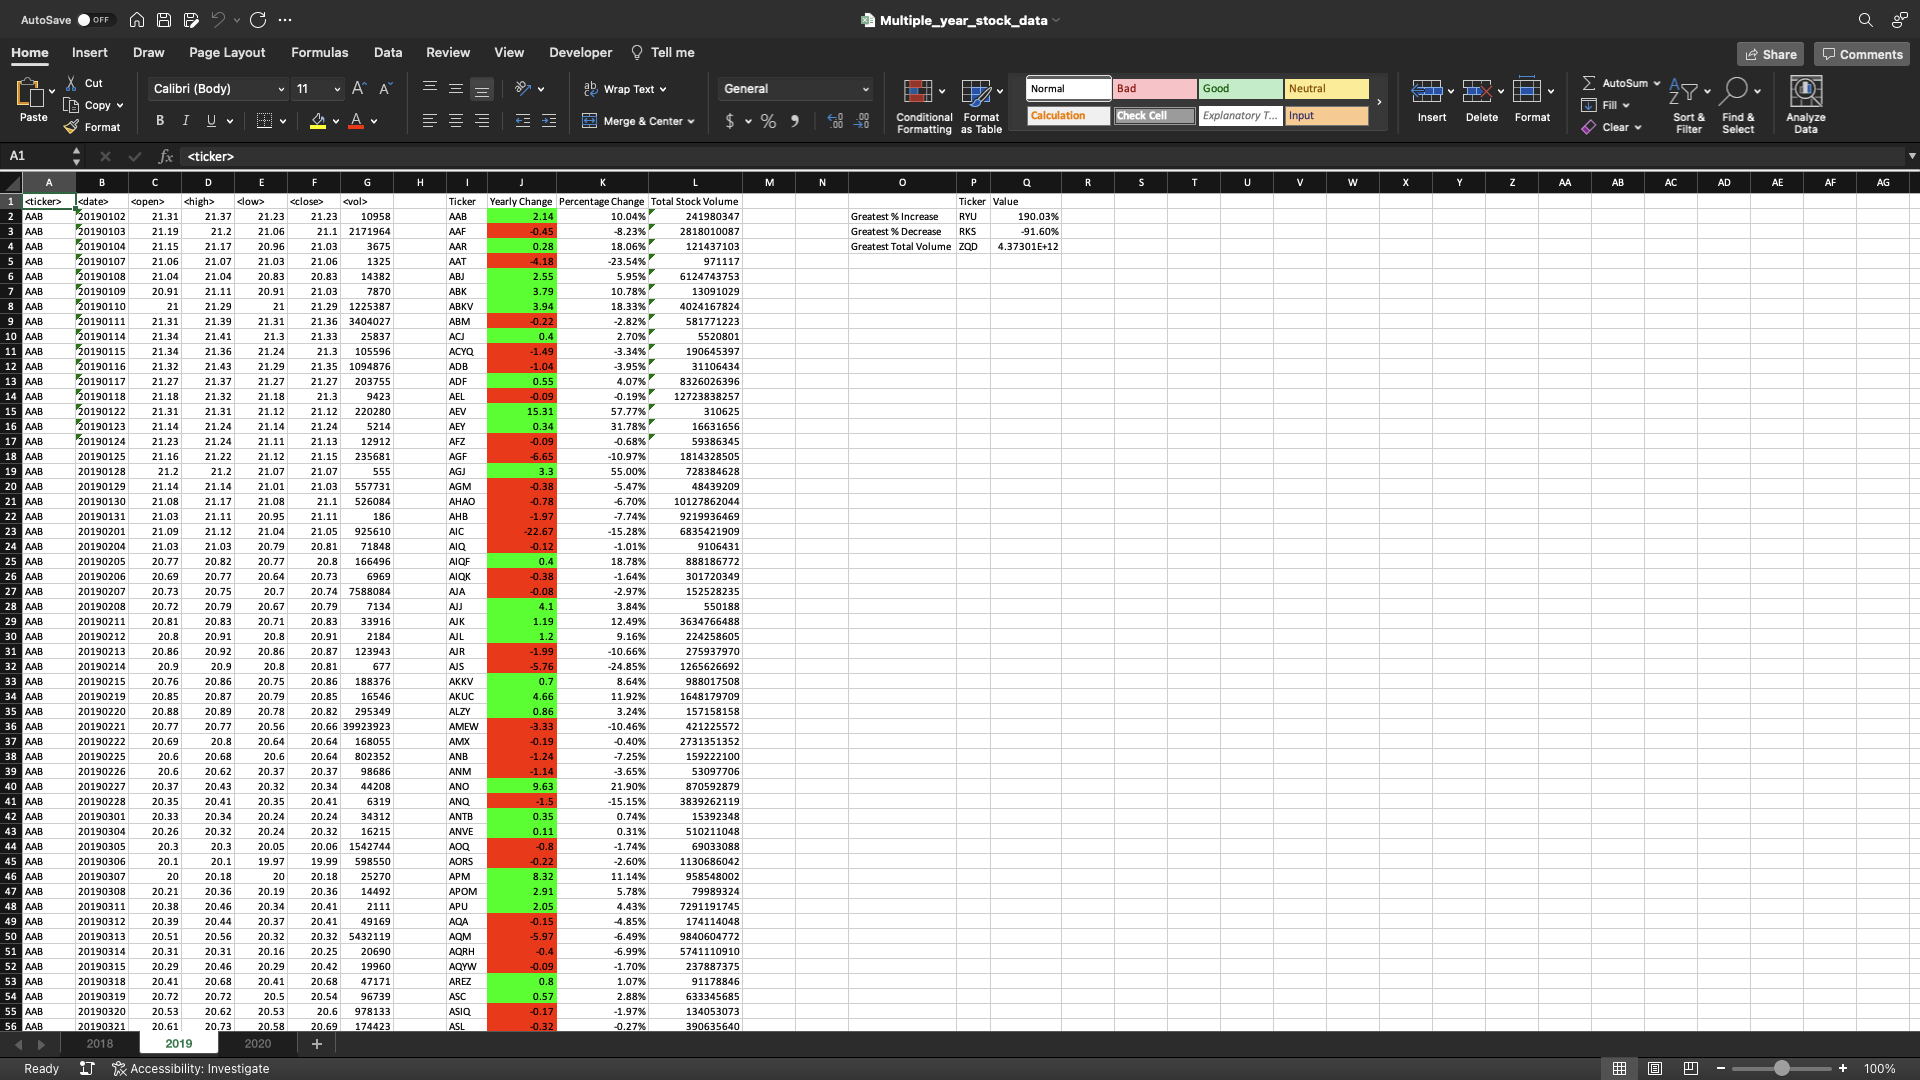 AutoSave OFF Multiple_year_stock_data
Home Insert Draw Page Layout Formulas Data Review View Developer Tell me Share Comments
Cut Calibri (Body) 11 Wrap Text General Normal Bad Good Neutral AutoSum
Copy Fill
Paste Format B I U Merge & Center $ % Conditional Formatting Format as Table Calculation Check Cell Explanatory T... Input Insert Delete Format Clear Sort & Filter Find & Select Analyze Data
A1 fx <ticker>
A B C D E F G H I J K L M N O P Q R S T U V W X Y Z AA AB AC AD AE AF AG
1 <ticker> <date> <open> <high> <low> <close> <vol> Ticker Yearly Change Percentage Change Total Stock Volume Ticker Value
2 AAB 20190102 21.31 21.37 21.23 21.23 10958 AAB 2.14 10.04% 241980347 Greatest % Increase RYU 190.03%
3 AAB 20190103 21.19 21.2 21.06 21.1 2171964 AAF -0.45 -8.23% 2818010087 Greatest % Decrease RKS -91.60%
4 AAB 20190104 21.15 21.17 20.96 21.03 3675 AAR 0.28 18.06% 121437103 Greatest Total Volume ZQD 4.37301E+12
5 AAB 20190107 21.06 21.07 21.03 21.06 1325 AAT -4.18 -23.54% 971117
6 AAB 20190108 21.04 21.04 20.83 20.83 14382 ABJ 2.55 5.95% 6124743753
7 AAB 20190109 20.91 21.11 20.91 21.03 7870 ABK 3.79 10.78% 13091029
8 AAB 20190110 21 21.29 21 21.29 1225387 ABKV 3.94 18.33% 4024167824
9 AAB 20190111 21.31 21.39 21.31 21.36 3404027 ABM -0.22 -2.82% 581771223
10 AAB 20190114 21.34 21.41 21.3 21.33 25837 ACJ 0.4 2.70% 5520801
11 AAB 20190115 21.34 21.36 21.24 21.3 105596 ACYQ -1.49 -3.34% 190645397
12 AAB 20190116 21.32 21.43 21.29 21.35 1094876 ADB -1.04 -3.95% 31106434
13 AAB 20190117 21.27 21.37 21.27 21.27 203755 ADF 0.55 4.07% 8326026396
14 AAB 20190118 21.18 21.32 21.18 21.3 9423 AEL -0.09 -0.19% 12723838257
15 AAB 20190122 21.31 21.31 21.12 21.12 220280 AEV 15.31 57.77% 310625
16 AAB 20190123 21.14 21.24 21.14 21.24 5214 AEY 0.34 31.78% 16631656
17 AAB 20190124 21.23 21.24 21.11 21.13 12912 AFZ -0.09 -0.68% 59386345
18 AAB 20190125 21.16 21.22 21.12 21.15 235681 AGF -6.65 -10.97% 1814328505
19 AAB 20190128 21.2 21.2 21.07 21.07 555 AGJ 3.3 55.00% 728384628
20 AAB 20190129 21.14 21.14 21.01 21.03 557731 AGM -0.38 -5.47% 48439209
21 AAB 20190130 21.08 21.17 21.08 21.1 526084 AHAO -0.78 -6.70% 10127862044
22 AAB 20190131 21.03 21.11 20.95 21.11 186 AHB -1.97 -7.74% 9219936469
23 AAB 20190201 21.09 21.12 21.04 21.05 925610 AIC -22.67 -15.28% 6835421909
24 AAB 20190204 21.03 21.03 20.79 20.81 71848 AIQ -0.12 -1.01% 9106431
25 AAB 20190205 20.77 20.82 20.77 20.8 166496 AIQF 0.4 18.78% 888186772
26 AAB 20190206 20.69 20.77 20.64 20.73 6969 AIQK -0.38 -1.64% 301720349
27 AAB 20190207 20.73 20.75 20.7 20.74 7588084 AJA -0.08 -2.97% 152528235
28 AAB 20190208 20.72 20.79 20.67 20.79 7134 AJJ 4.1 3.84% 550188
29 AAB 20190211 20.81 20.83 20.71 20.83 33916 AJK 1.19 12.49% 3634766488
30 AAB 20190212 20.8 20.91 20.8 20.91 2184 AJL 1.2 9.16% 224258605
31 AAB 20190213 20.86 20.92 20.86 20.87 123943 AJR -1.99 -10.66% 275937970
32 AAB 20190214 20.9 20.9 20.8 20.81 677 AJS -5.76 -24.85% 1265626692
33 AAB 20190215 20.76 20.86 20.75 20.86 188376 AKKV 0.7 8.64% 988017508
34 AAB 20190219 20.85 20.87 20.79 20.85 16546 AKUC 4.66 11.92% 1648179709
35 AAB 20190220 20.88 20.89 20.78 20.82 295349 ALZY 0.86 3.24% 157158158
36 AAB 20190221 20.77 20.77 20.56 20.66 39923923 AMEW -3.33 -10.46% 421225572
37 AAB 20190222 20.69 20.8 20.64 20.64 168055 AMX -0.19 -0.40% 2731351352
38 AAB 20190225 20.6 20.68 20.6 20.64 802352 ANB -1.24 -7.25% 159222100
39 AAB 20190226 20.6 20.62 20.37 20.37 98686 ANM -1.14 -3.65% 53097706
40 AAB 20190227 20.37 20.43 20.32 20.34 44208 ANO 9.63 21.90% 870592879
41 AAB 20190228 20.35 20.41 20.35 20.41 6319 ANQ -1.5 -15.15% 3839262119
42 AAB 20190301 20.33 20.34 20.24 20.24 34312 ANTB 0.35 0.74% 15392348
43 AAB 20190304 20.26 20.32 20.24 20.32 16215 ANVE 0.11 0.31% 510211048
44 AAB 20190305 20.3 20.3 20.05 20.06 1542744 AOQ -0.8 -1.74% 69033088
45 AAB 20190306 20.1 20.1 19.97 19.99 598550 AORS -0.22 -2.60% 1130686042
46 AAB 20190307 20 20.18 20 20.18 25270 APM 8.32 11.14% 958548002
47 AAB 20190308 20.21 20.36 20.19 20.36 14492 APOM 2.91 5.78% 79989324
48 AAB 20190311 20.38 20.46 20.34 20.41 2111 APU 2.05 4.43% 7291191745
49 AAB 20190312 20.39 20.44 20.37 20.41 49169 AQA -0.15 -4.85% 174114048
50 AAB 20190313 20.51 20.56 20.32 20.32 5432119 AQM -5.97 -6.49% 9840604772
51 AAB 20190314 20.31 20.31 20.16 20.25 20690 AQRH -0.4 -6.99% 5741110910
52 AAB 20190315 20.29 20.46 20.29 20.42 19960 AQYW -0.09 -1.70% 237887375
53 AAB 20190318 20.41 20.68 20.41 20.68 47171 AREZ 0.8 1.07% 91178846
54 AAB 20190319 20.72 20.72 20.5 20.54 96739 ASC 0.57 2.88% 633345685
55 AAB 20190320 20.53 20.62 20.53 20.6 978133 ASIQ -0.17 -1.97% 134053073
56 AAB 20190321 20.61 20.73 20.58 20.69 174423 ASL -0.32 -0.27% 390635640
2018 2019 2020 +
Ready Accessibility: Investigate 100%